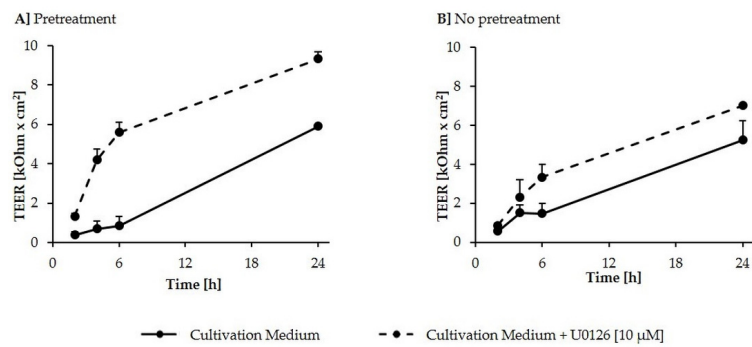 A] Pretreatment
B] No pretreatment
TEER [kOhm x cm²]
10
8
6
4
2
0
0 6 12 18 24
Time [h]
TEER [kOhm x cm²]
10
8
6
4
2
0
0 6 12 18 24
Time [h]
Cultivation Medium
Cultivation Medium + U0126 [10 µM]